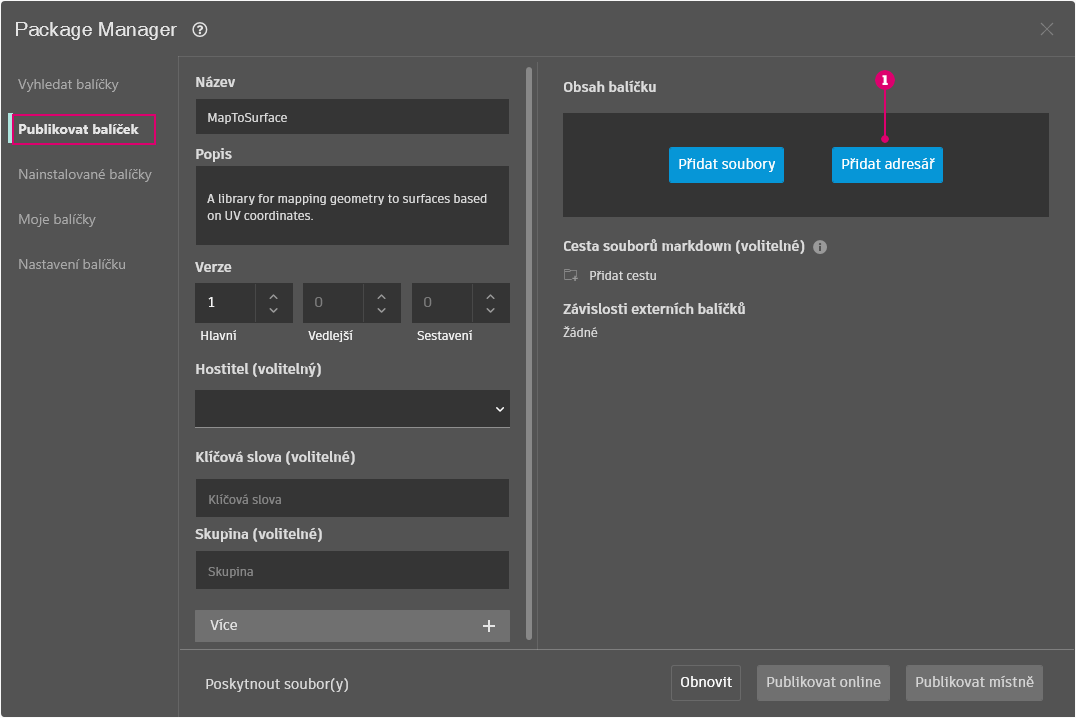 Package Manager ?
Vyhledat balíčky
Publikovat balíček
Nainstalované balíčky
Moje balíčky
Nastavení balíčku
Název
MapToSurface
Popis
A library for mapping geometry to surfaces based
on UV coordinates.
Verze
1 0 0
Hlavní Vedlejší Sestavení
Hostitel (volitelný)
Klíčová slova (volitelné)
Klíčová slova
Skupina (volitelné)
Skupina
Více +
Obsah balíčku
1
Přidat soubory Přidat adresář
Cesta souborů markdown (volitelné) i
Přidat cestu
Závislosti externích balíčků
Žádné
Poskytnout soubor(y)
Obnovit Publikovat online Publikovat místně